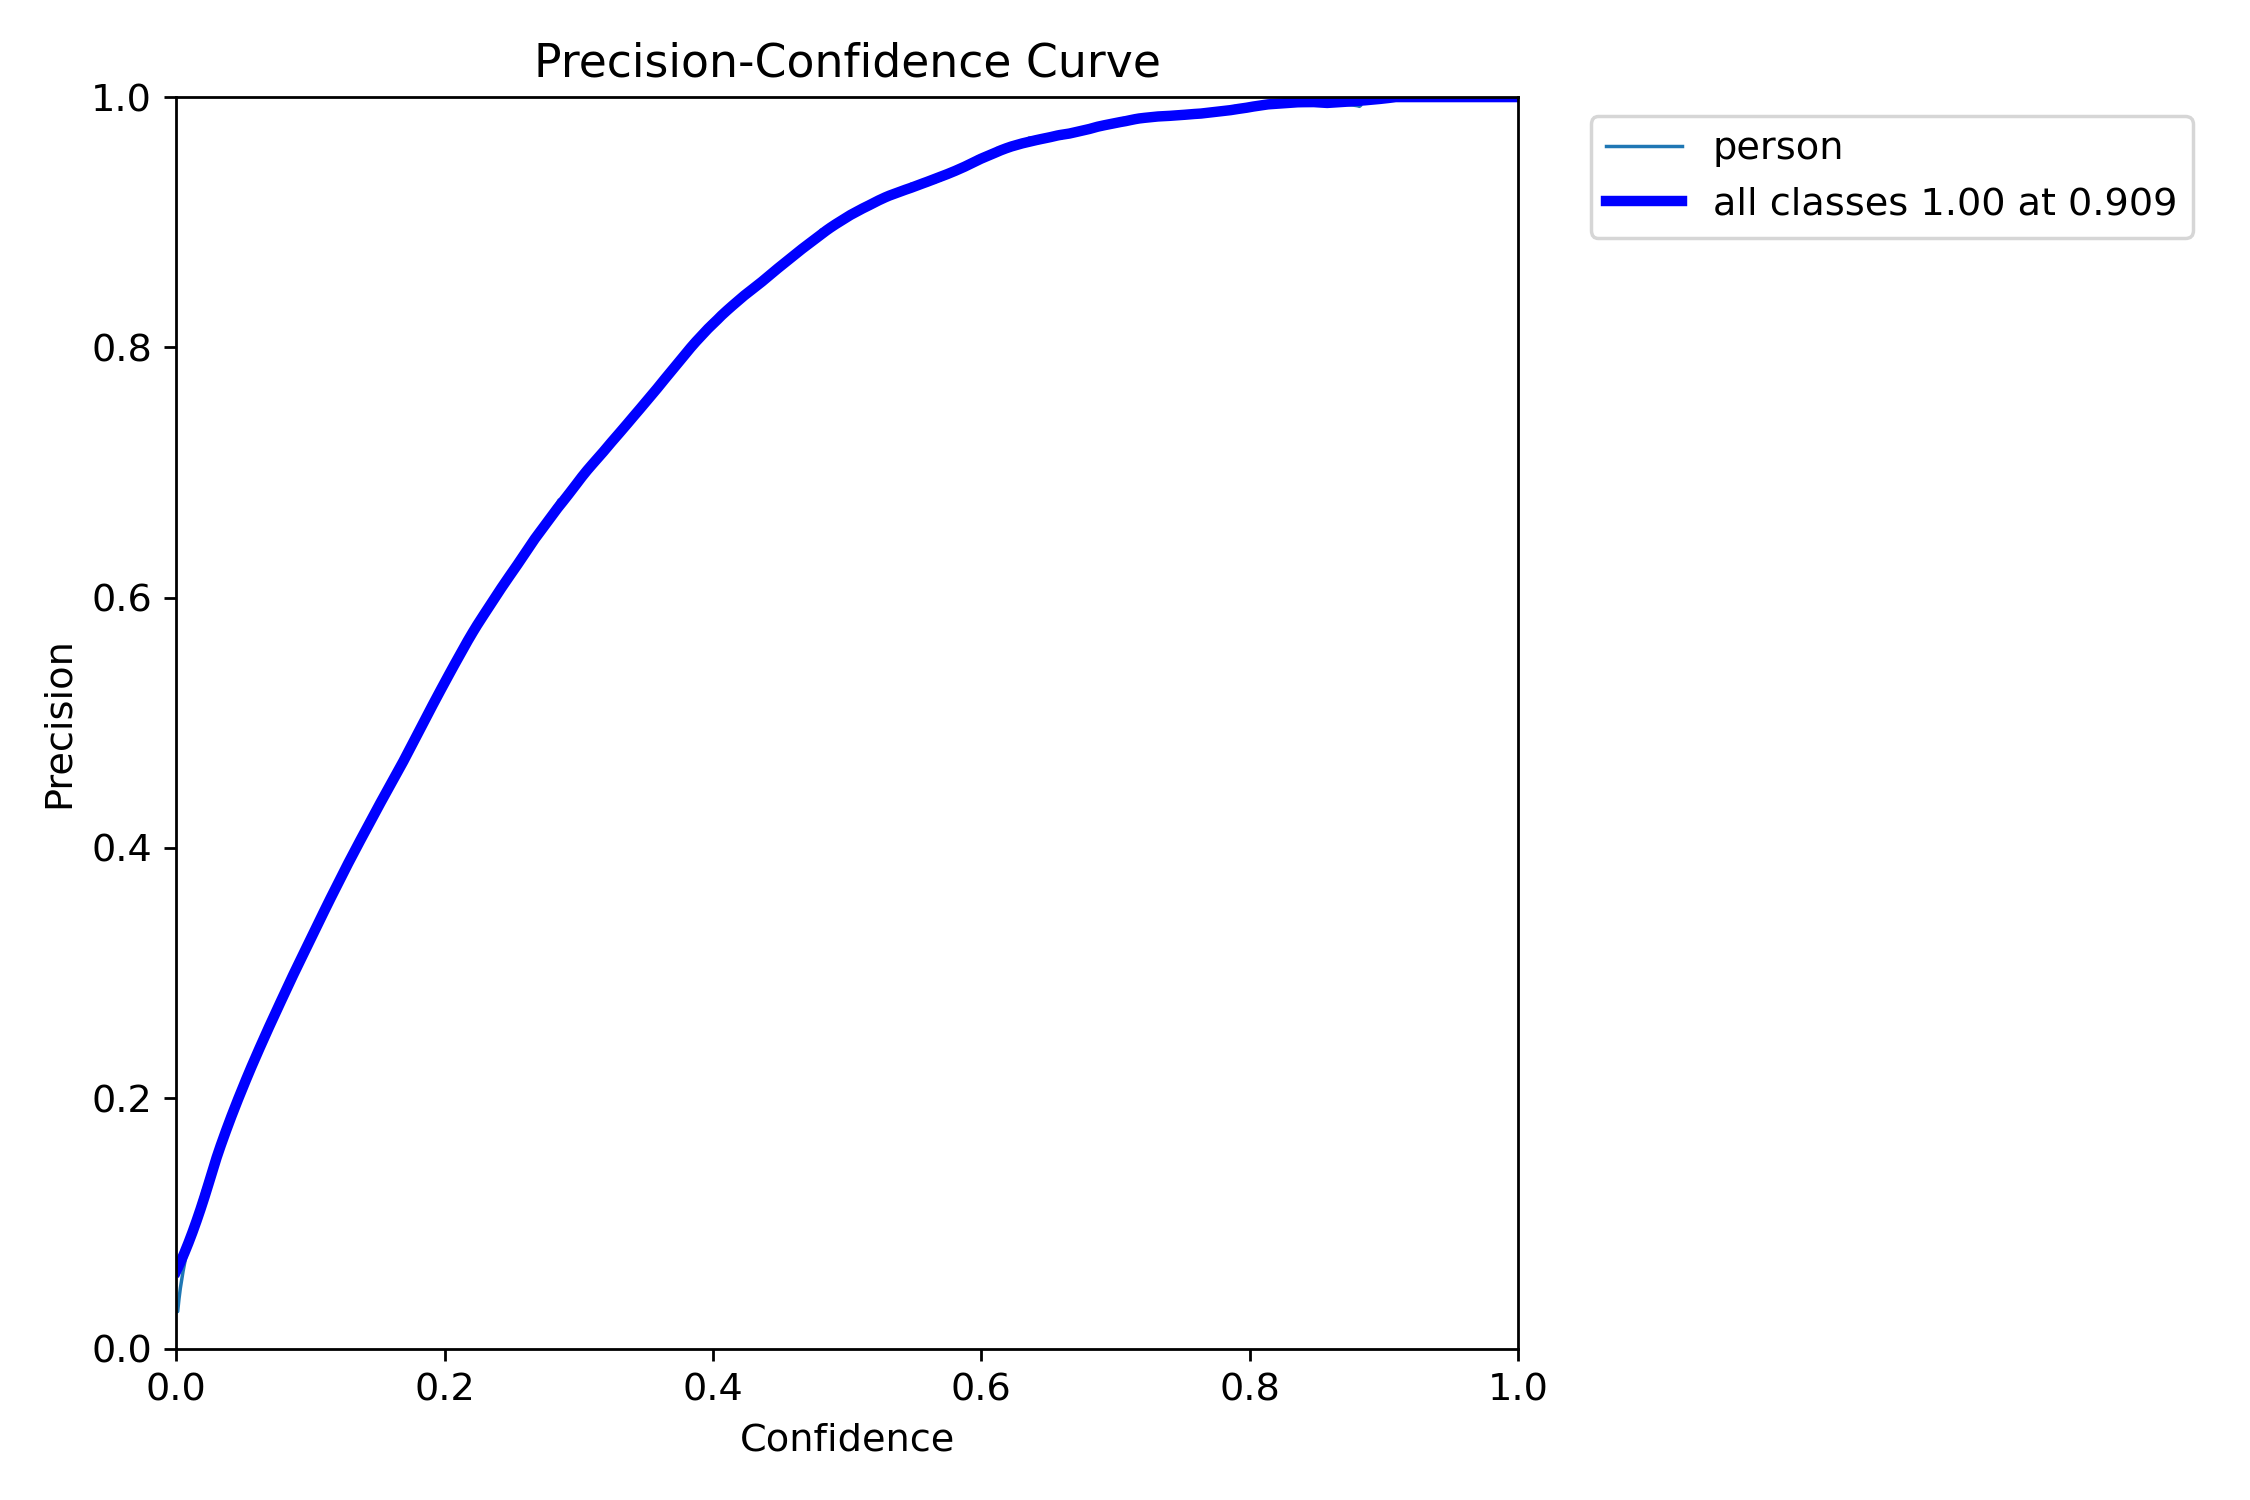 Precision-Confidence Curve
1.0
0.8
0.6
0.4
0.2
0.0
Precision
0.0 0.2 0.4 0.6 0.8 1.0
Confidence
person
all classes 1.00 at 0.909